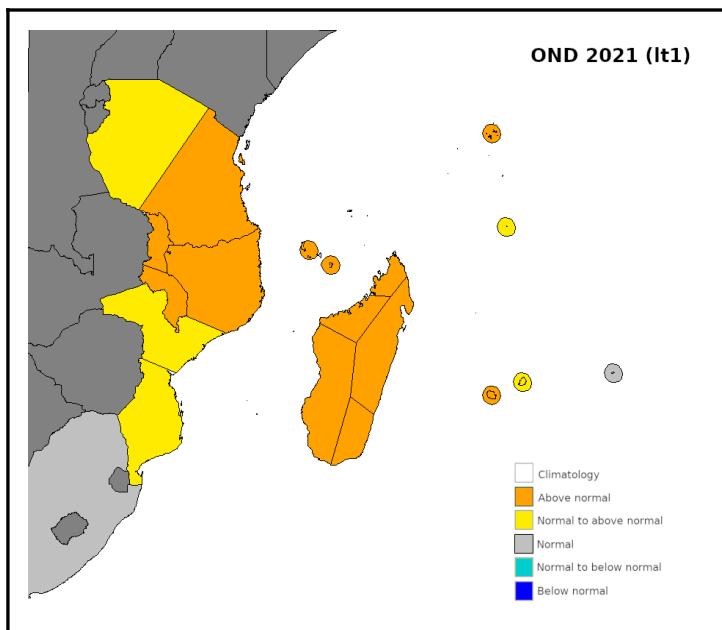 OND 2021 (lt1)
Climatology
Above normal
Normal to above normal
Normal
Normal to below normal
Below normal